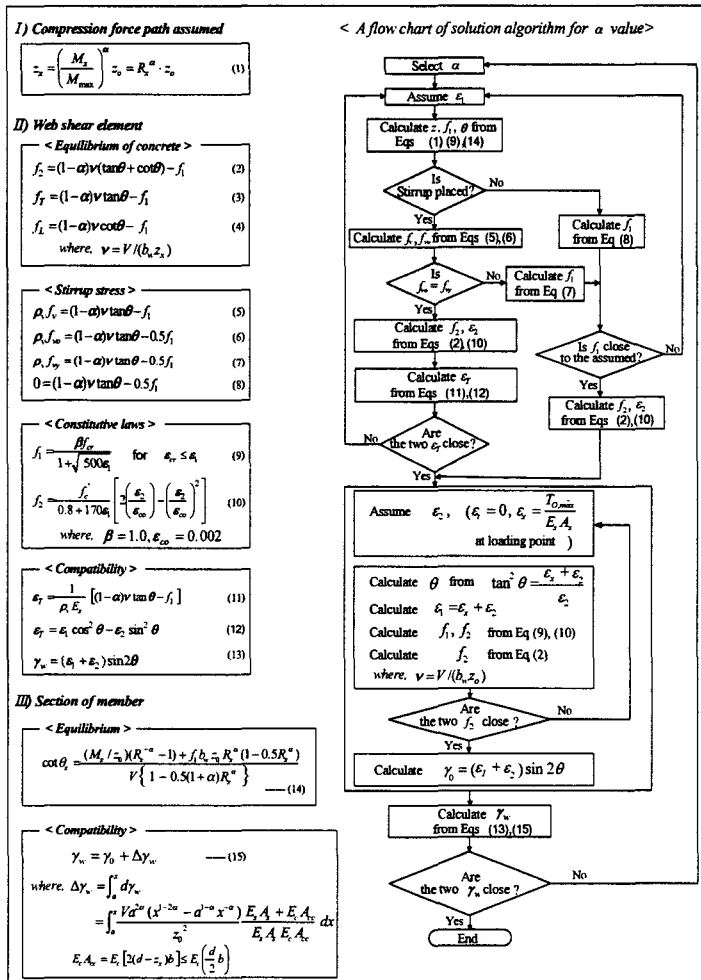 I) Compression force path assumed
z_x = (M_x / M_max)^α z_o = R_x^α · z_o (1)
II) Web shear element
< Equilibrium of concrete >
f_2 = (1−α)ν(tanθ + cotθ) − f_1 (2)
f_T = (1−α)ν tanθ − f_1 (3)
f_L = (1−α)ν cotθ − f_1 (4)
where, ν = V/(b_w z_x)
< Stirrup stress >
ρ_v f_v = (1−α)ν tanθ − f_1 (5)
ρ_v f_vo = (1−α)ν tanθ − 0.5f_1 (6)
ρ_v f_vy = (1−α)ν tanθ − 0.5f_1 (7)
0 = (1−α)ν tanθ − 0.5f_1 (8)
< Constitutive laws >
f_1 = βf_cr / (1+√500ε_1) for ε_cr ≤ ε_1 (9)
f_2 = f_c' / (0.8+170ε_1) [2(ε_2/ε_co) − (ε_2/ε_co)^2] (10)
where, β = 1.0, ε_co = 0.002
< Compatibility >
ε_T = 1/(ρ_v E_s) [(1−α)ν tanθ − f_1] (11)
ε_T = ε_1 cos^2 θ − ε_2 sin^2 θ (12)
γ_w = (ε_1 + ε_2) sin2θ (13)
III) Section of member
< Equilibrium >
cotθ_x = (M_x / z_0)(R_x^−α − 1) + f_1 b_w z_0 R_x^α (1 − 0.5R_x^α) / V{1 − 0.5(1+α)R_x^α}
——(14)
< Compatibility >
γ_w = γ_0 + Δγ_w ——(15)
where, Δγ_w = ∫_a^x dγ_w
= ∫_a^x Va^2α (x^1−2α − a^1−α x^−α) / z_0^2 · (E_s A_s + E_c A_cc) / (E_s A_s E_c A_cc) dx
E_c A_cc = E_c [2(d − z_x)b] ≤ E_c (d/2 b)
< A flow chart of solution algorithm for α value>
Select α
Assume ε_1
Calculate z, f_1, θ from
Eqs (1) (9),(14)
Is
Stirrup placed?
No
Yes
Calculate f_v, f_vo from Eqs (5),(6)
Calculate f_1
from Eq (8)
Is
f_vo = f_vy
No
Calculate f_1
from Eq (7)
Yes
Calculate f_2, ε_2
from Eqs (2),(10)
Is f_1 close
to the assumed?
No
Yes
Calculate ε_T
from Eqs (11),(12)
Calculate f_2, ε_2
from Eqs (2),(10)
Are
the two ε_T close?
No
Yes
Assume ε_2, (ε_t = 0, ε_x = T_O,max / E_s A_s
at loading point )
Calculate θ from tan^2 θ = (ε_x + ε_2) / ε_2
Calculate ε_1 = ε_x + ε_2
Calculate f_1, f_2 from Eq (9), (10)
Calculate f_2 from Eq (2)
where, ν = V/(b_w z_o)
Are
the two f_2 close ?
No
Yes
Calculate γ_0 = (ε_1 + ε_2) sin 2θ
Calculate γ_w
from Eqs (13),(15)
Are
the two γ_w close ?
No
Yes
End